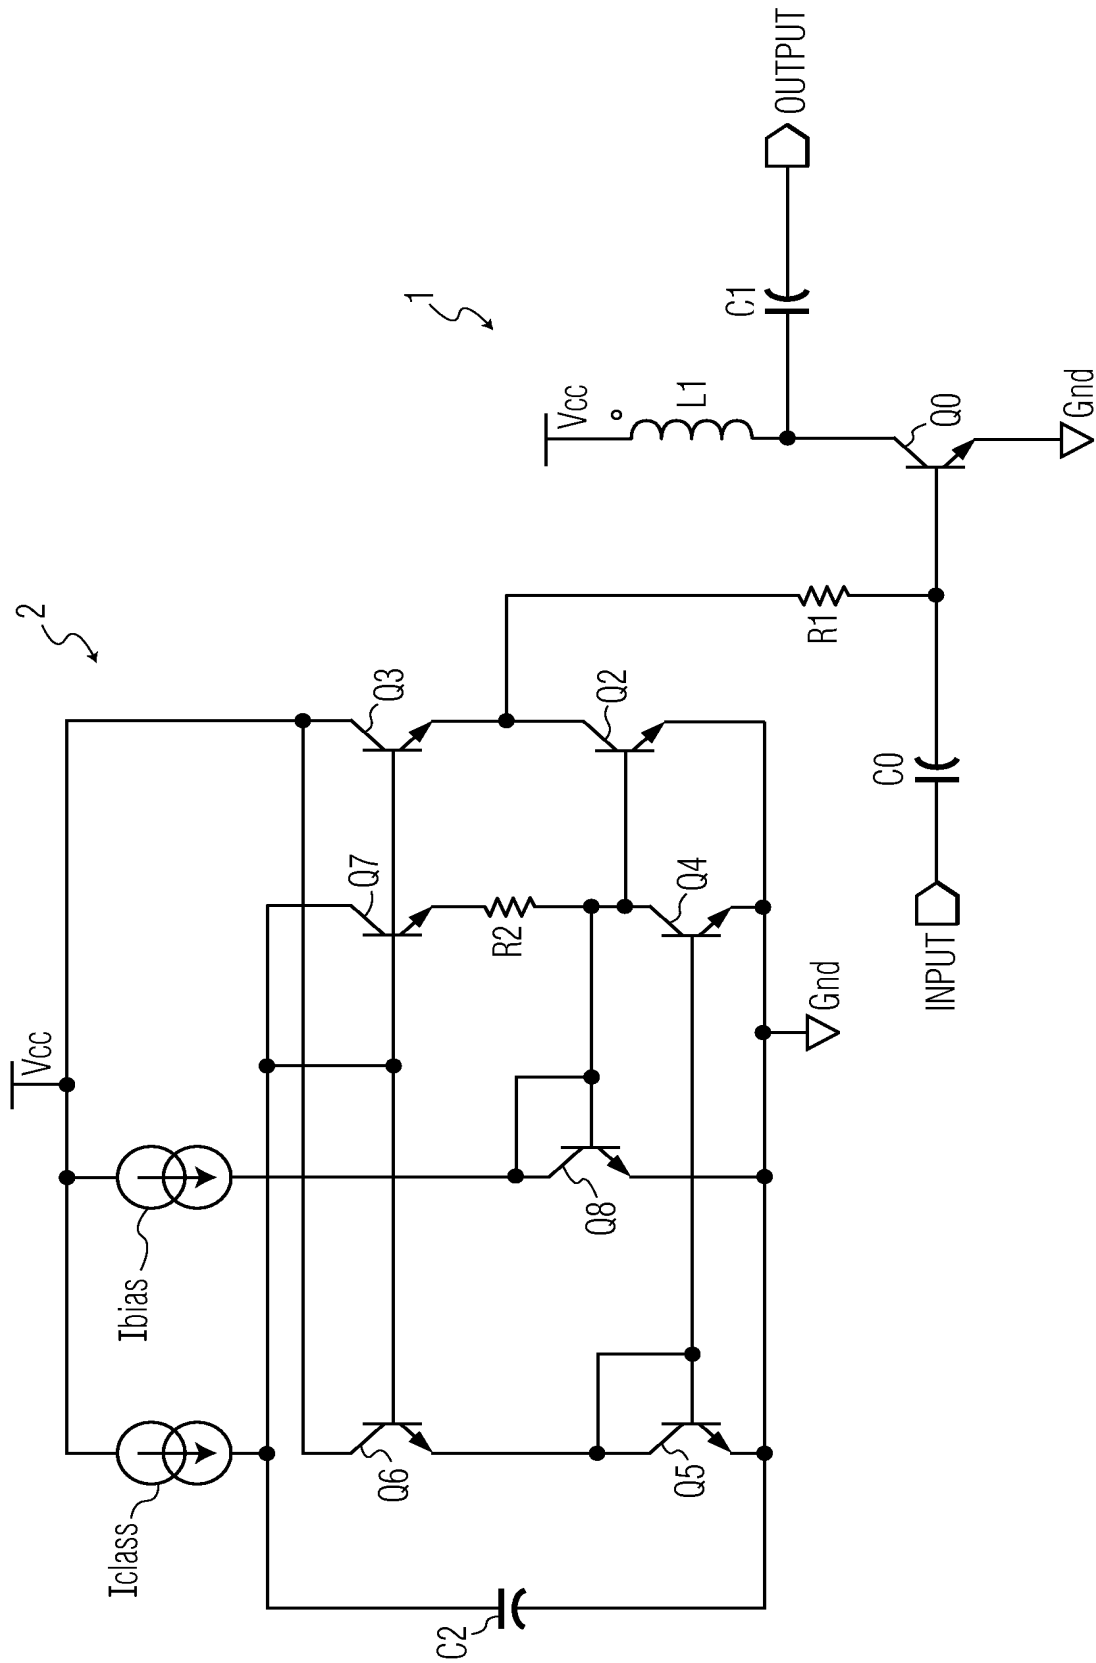 2
1
Vcc
Iclass
Ibias
Q7
Q3
C2
Q6
R2
Q2
Q8
Q5
Q4
Gnd
R1
Vcc
L1
C1
OUTPUT
INPUT
C0
Q0
Gnd